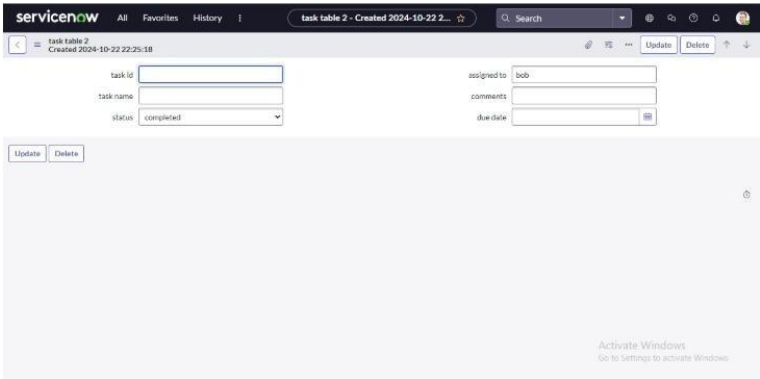 servicenow All Favorites History task table 2 - Created 2024-10-22 2... Search
task table 2
Created 2024-10-22 22:25:18
Update Delete
task id
assigned to bob
task name
comments
status completed
due date
Update Delete
Activate Windows
Go to Settings to activate Windows.